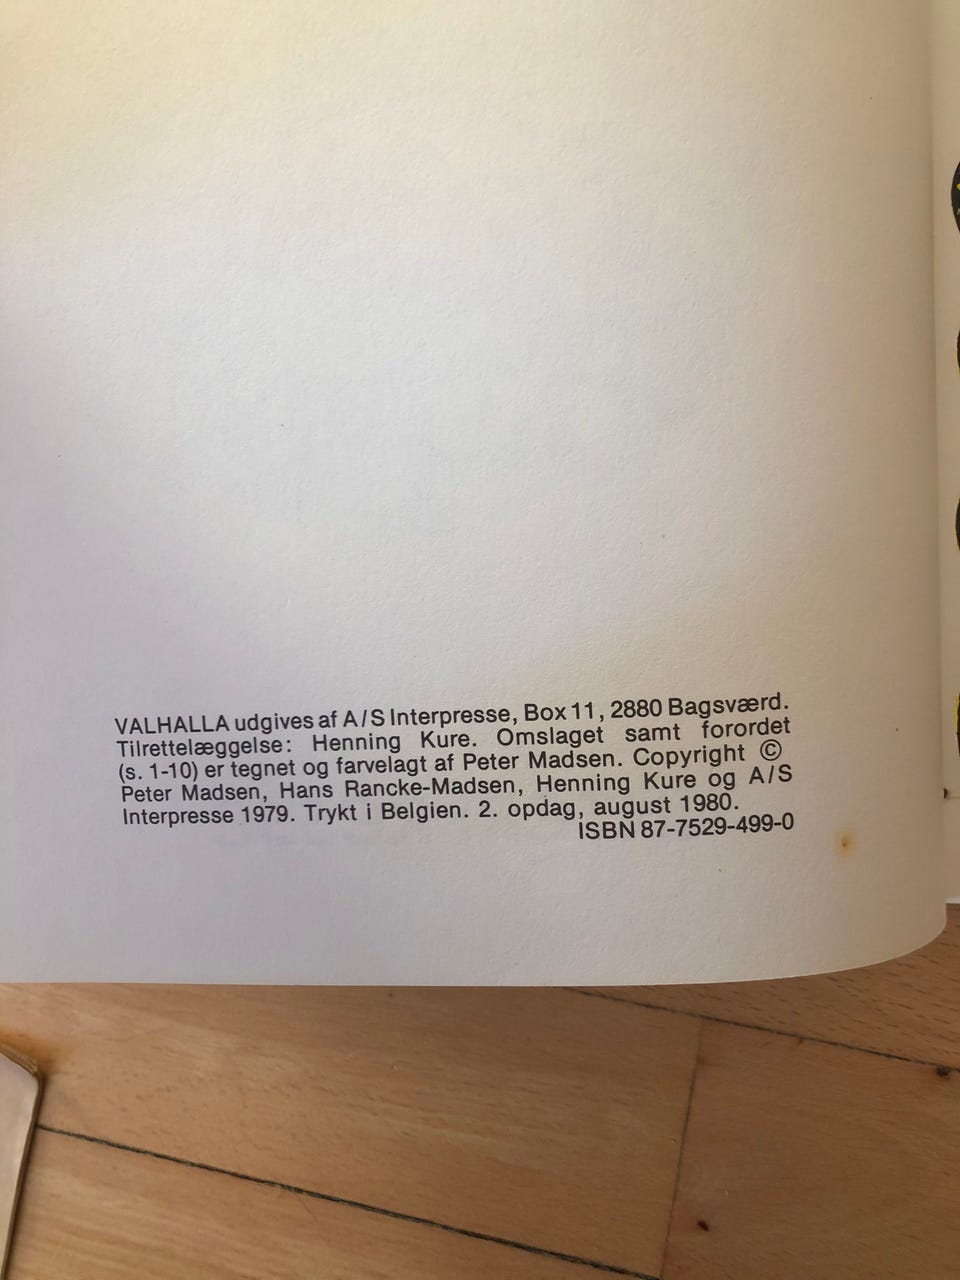 VALHALLA udgives af A/S Interpresse, Box 11, 2880 Bagsværd.
Tilrettelæggelse: Henning Kure. Omslaget samt forordet
(s. 1-10) er tegnet og farvelagt af Peter Madsen. Copyright ©
Peter Madsen, Hans Rancke-Madsen, Henning Kure og A/S
Interpresse 1979. Trykt i Belgien. 2. opdag, august 1980.
ISBN 87-7529-499-0